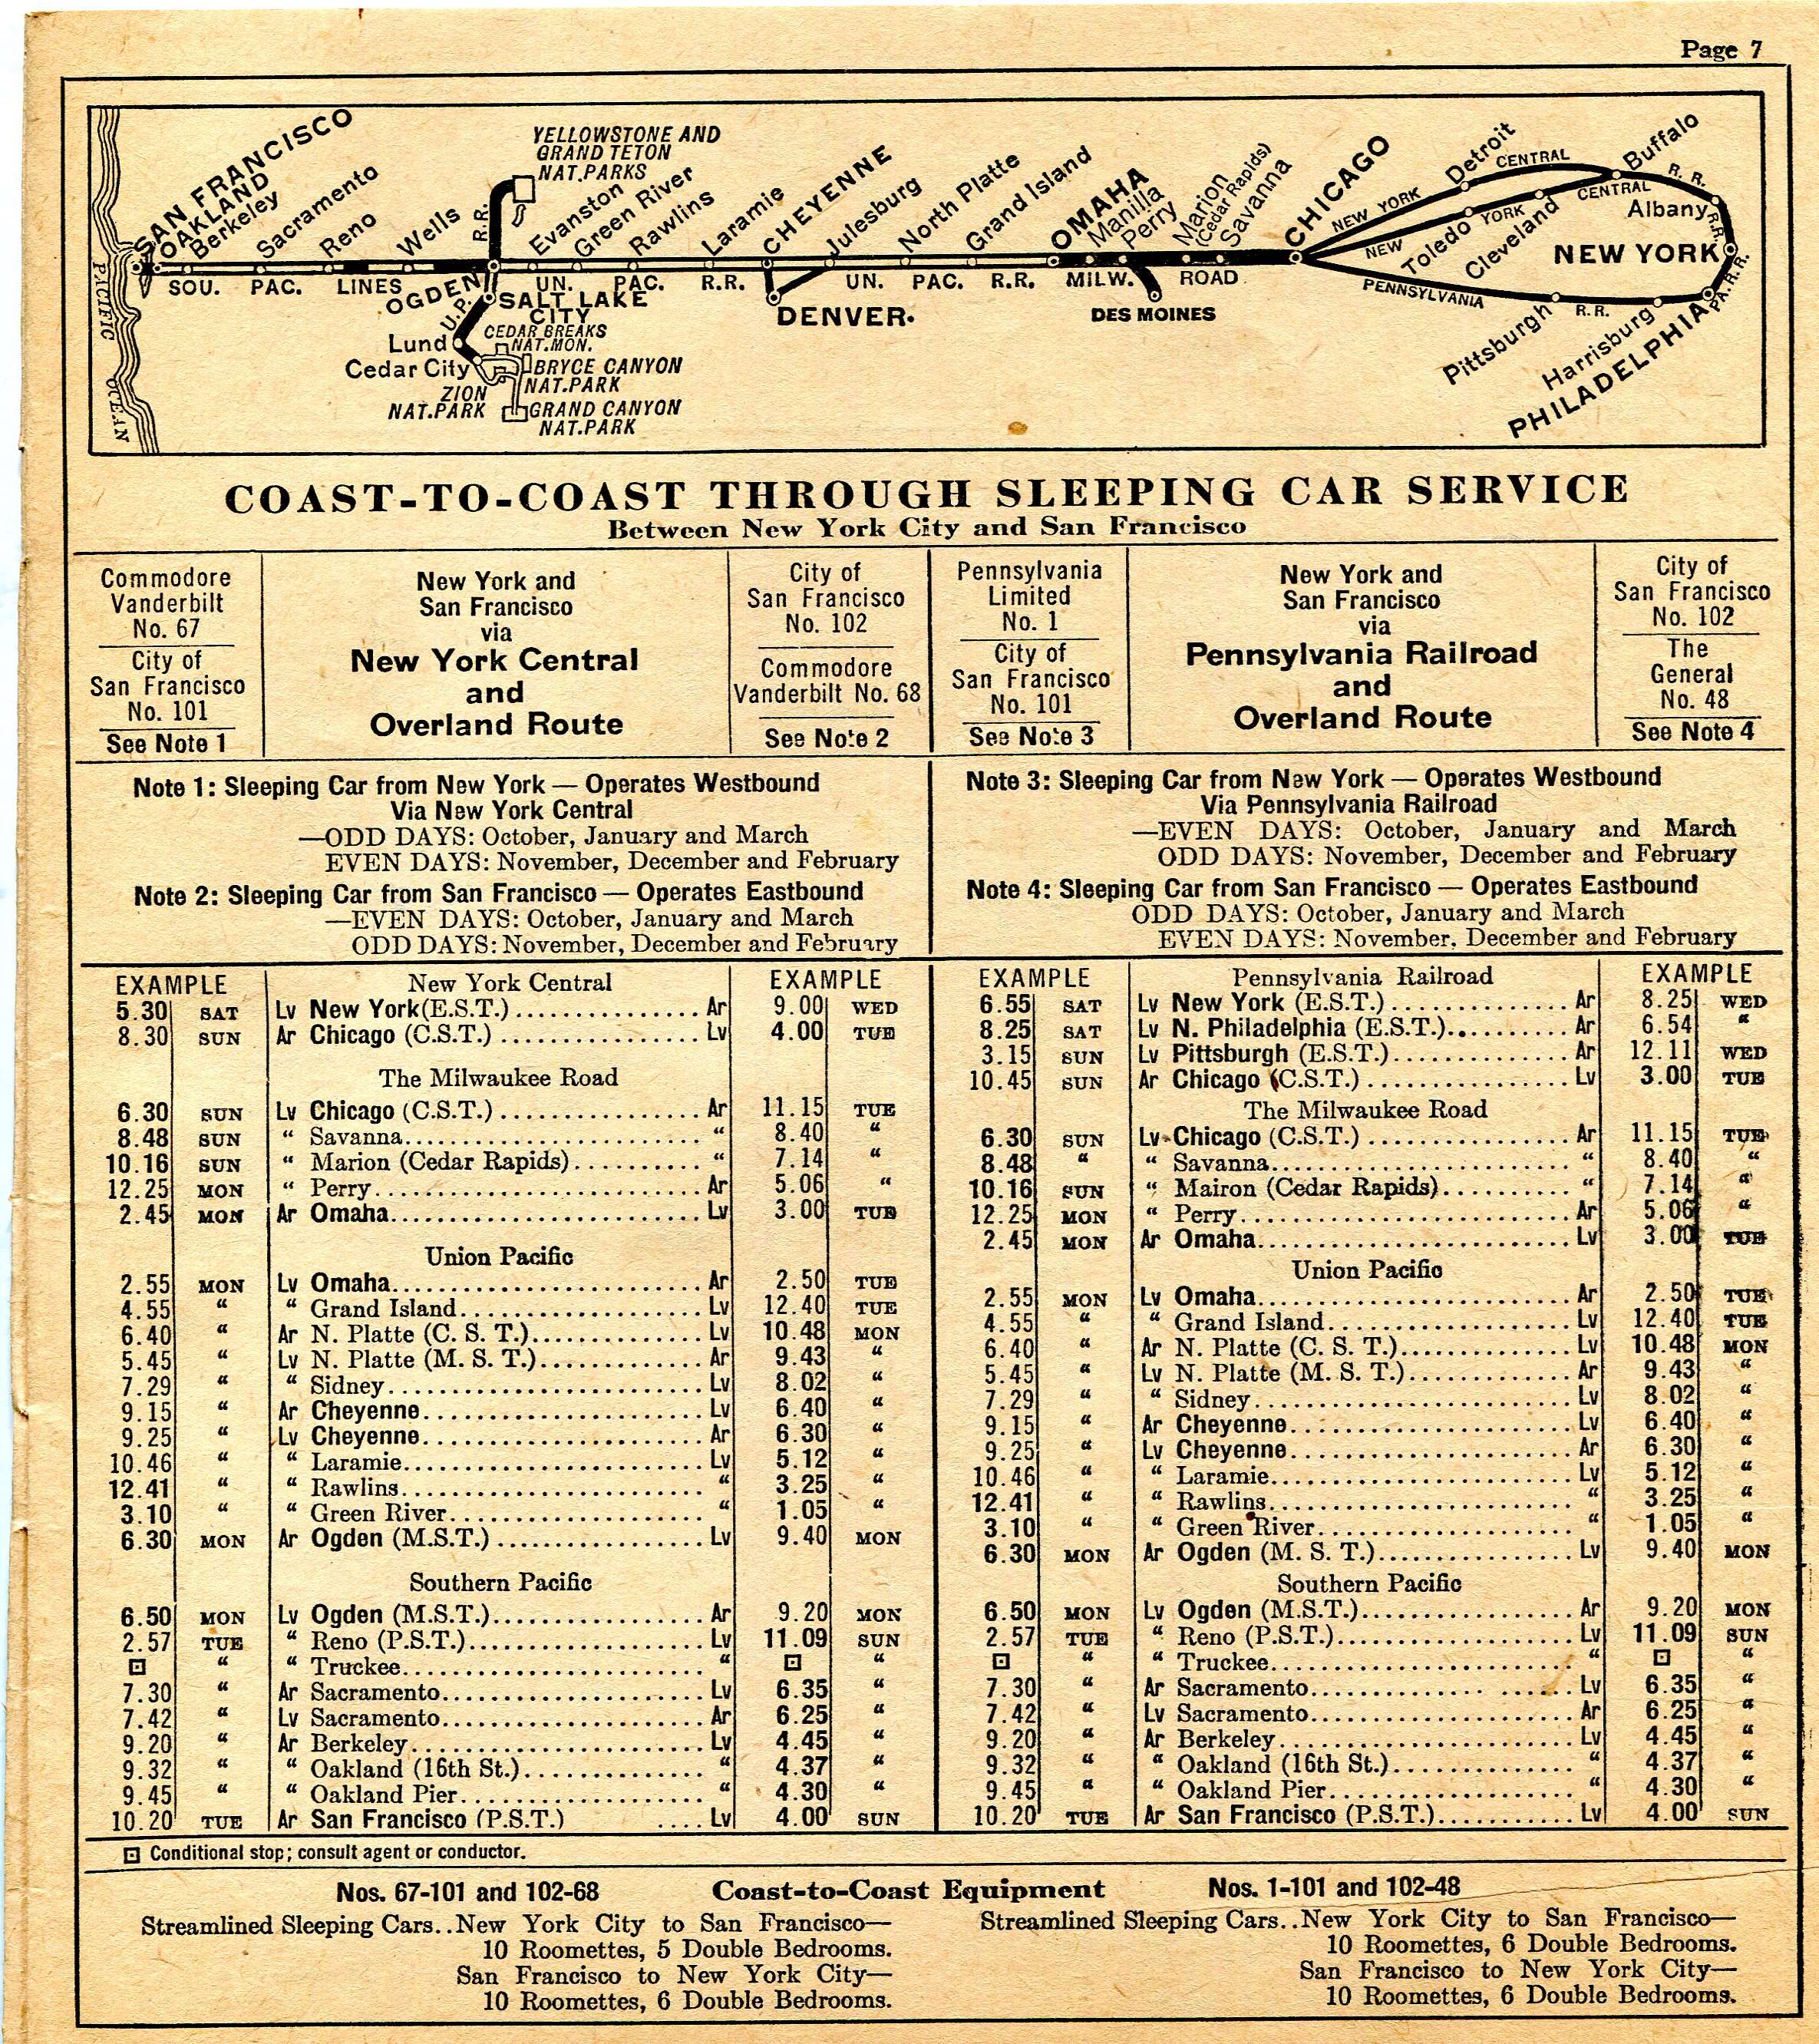 Page 7
SAN FRANCISCO
OAKLAND
Berkeley
Sacramento
Reno
Wells
R.R.
YELLOWSTONE AND
GRAND TETON
NAT. PARKS
Evanston
Green River
Rawlins
Laramie
CHEYENNE
Julesburg
North Platte
Grand Island
OMAHA
Manilla
Perry
Marion
(Cedar Rapids)
Savanna
CHICAGO
NEW YORK CENTRAL
Detroit
Buffalo
R. R.
NEW YORK CENTRAL
Toledo
Cleveland
Albany
R.R.
NEW YORK
PENNSYLVANIA R.R.
PA. R.R.
Pittsburgh
Harrisburg
PHILADELPHIA
PACIFIC OCEAN
SOU. PAC. LINES
OGDEN
UN. PAC. R.R.
UN. PAC. R.R.
MILW. ROAD
U.P.
SALT LAKE
CITY
DENVER.
DES MOINES
Lund
Cedar City
CEDAR BREAKS
NAT. MON.
BRYCE CANYON
NAT. PARK
ZION
NAT. PARK
GRAND CANYON
NAT. PARK
COAST-TO-COAST THROUGH SLEEPING CAR SERVICE
Between New York City and San Francisco
Commodore
Vanderbilt
No. 67
City of
San Francisco
No. 101
See Note 1
New York and
San Francisco
via
New York Central
and
Overland Route
City of
San Francisco
No. 102
Commodore
Vanderbilt No. 68
See Note 2
Pennsylvania
Limited
No. 1
City of
San Francisco
No. 101
See Note 3
New York and
San Francisco
via
Pennsylvania Railroad
and
Overland Route
City of
San Francisco
No. 102
The
General
No. 48
See Note 4
Note 1: Sleeping Car from New York — Operates Westbound
Via New York Central
—ODD DAYS: October, January and March
EVEN DAYS: November, December and February
Note 2: Sleeping Car from San Francisco — Operates Eastbound
—EVEN DAYS: October, January and March
ODD DAYS: November, December and February
Note 3: Sleeping Car from New York — Operates Westbound
Via Pennsylvania Railroad
—EVEN DAYS: October, January and March
ODD DAYS: November, December and February
Note 4: Sleeping Car from San Francisco — Operates Eastbound
ODD DAYS: October, January and March
EVEN DAYS: November, December and February
EXAMPLE New York Central EXAMPLE
5.30 SAT Lv New York(E.S.T.) Ar 9.00 WED
8.30 SUN Ar Chicago (C.S.T.) Lv 4.00 TUE
The Milwaukee Road
6.30 SUN Lv Chicago (C.S.T.) Ar 11.15 TUE
8.48 SUN “ Savanna “ 8.40 “
10.16 SUN “ Marion (Cedar Rapids) “ 7.14 “
12.25 MON “ Perry Ar 5.06 “
2.45 MON Ar Omaha Lv 3.00 TUE
Union Pacific
2.55 MON Lv Omaha Ar 2.50 TUE
4.55 “ “ Grand Island Lv 12.40 TUE
6.40 “ Ar N. Platte (C. S. T.) Lv 10.48 MON
5.45 “ Lv N. Platte (M. S. T.) Ar 9.43 “
7.29 “ “ Sidney Lv 8.02 “
9.15 “ Ar Cheyenne Lv 6.40 “
9.25 “ Lv Cheyenne Ar 6.30 “
10.46 “ “ Laramie Lv 5.12 “
12.41 “ “ Rawlins “ 3.25 “
3.10 “ “ Green River “ 1.05 “
6.30 MON Ar Ogden (M.S.T.) Lv 9.40 MON
Southern Pacific
6.50 MON Lv Ogden (M.S.T.) Ar 9.20 MON
2.57 TUE “ Reno (P.S.T.) Lv 11.09 SUN
⊡ “ “ Truckee “ ⊡ “
7.30 “ Ar Sacramento Lv 6.35 “
7.42 “ Lv Sacramento Ar 6.25 “
9.20 “ Ar Berkeley Lv 4.45 “
9.32 “ “ Oakland (16th St.) “ 4.37 “
9.45 “ “ Oakland Pier “ 4.30 “
10.20 TUE Ar San Francisco (P.S.T.) Lv 4.00 SUN
EXAMPLE Pennsylvania Railroad EXAMPLE
6.55 SAT Lv New York (E.S.T.) Ar 8.25 WED
8.25 SAT Lv N. Philadelphia (E.S.T.) Ar 6.54 “
3.15 SUN Lv Pittsburgh (E.S.T.) Ar 12.11 WED
10.45 SUN Ar Chicago (C.S.T.) Lv 3.00 TUE
The Milwaukee Road
6.30 SUN Lv Chicago (C.S.T.) Ar 11.15 TUE
8.48 “ “ Savanna “ 8.40 “
10.16 SUN “ Mairon (Cedar Rapids) “ 7.14 “
12.25 MON “ Perry Ar 5.06 “
2.45 MON Ar Omaha Lv 3.00 TUE
Union Pacific
2.55 MON Lv Omaha Ar 2.50 TUE
4.55 “ “ Grand Island Lv 12.40 TUE
6.40 “ Ar N. Platte (C. S. T.) Lv 10.48 MON
5.45 “ Lv N. Platte (M. S. T.) Ar 9.43 “
7.29 “ “ Sidney Lv 8.02 “
9.15 “ Ar Cheyenne Lv 6.40 “
9.25 “ Lv Cheyenne Ar 6.30 “
10.46 “ “ Laramie Lv 5.12 “
12.41 “ “ Rawlins “ 3.25 “
3.10 “ “ Green River “ 1.05 “
6.30 MON Ar Ogden (M. S. T.) Lv 9.40 MON
Southern Pacific
6.50 MON Lv Ogden (M.S.T.) Ar 9.20 MON
2.57 TUE “ Reno (P.S.T.) Lv 11.09 SUN
⊡ “ “ Truckee “ ⊡ “
7.30 “ Ar Sacramento Lv 6.35 “
7.42 “ Lv Sacramento Ar 6.25 “
9.20 “ Ar Berkeley Lv 4.45 “
9.32 “ “ Oakland (16th St.) “ 4.37 “
9.45 “ “ Oakland Pier “ 4.30 “
10.20 TUE Ar San Francisco (P.S.T.) Lv 4.00 SUN
⊡ Conditional stop; consult agent or conductor.
Nos. 67-101 and 102-68 Coast-to-Coast Equipment Nos. 1-101 and 102-48
Streamlined Sleeping Cars..New York City to San Francisco—
10 Roomettes, 5 Double Bedrooms.
San Francisco to New York City—
10 Roomettes, 6 Double Bedrooms.
Streamlined Sleeping Cars..New York City to San Francisco—
10 Roomettes, 6 Double Bedrooms.
San Francisco to New York City—
10 Roomettes, 6 Double Bedrooms.